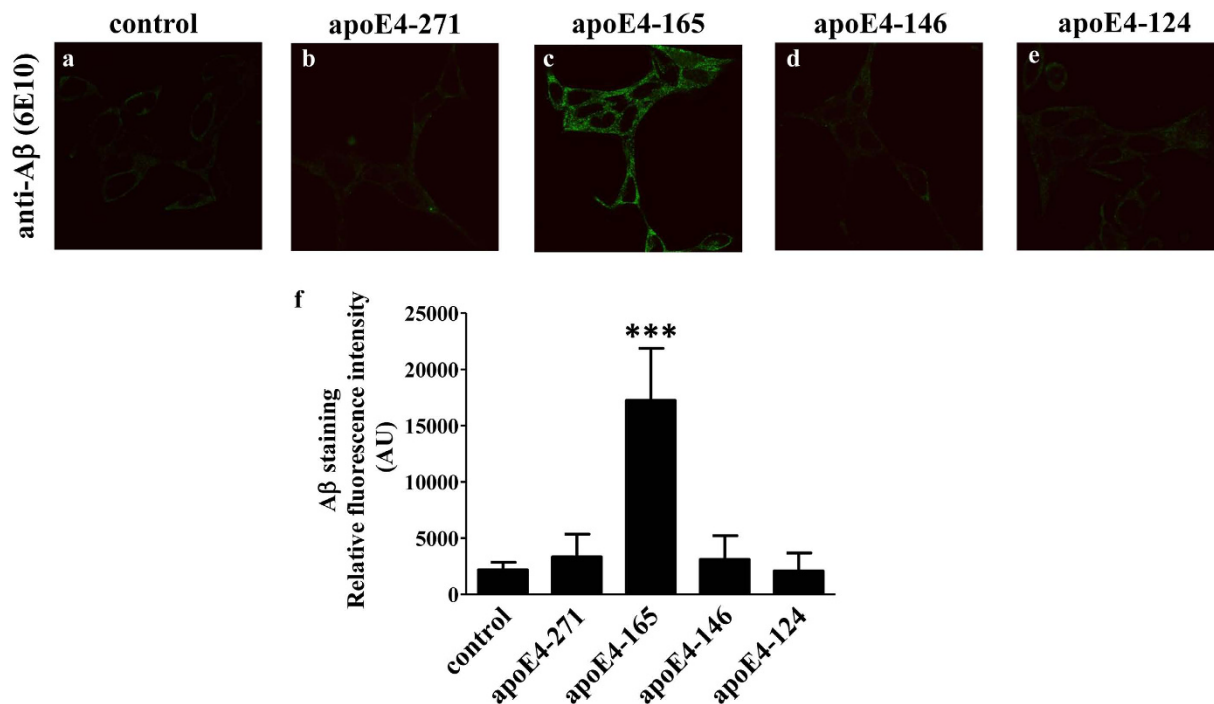 control apoE4-271 apoE4-165 apoE4-146 apoE4-124
anti-Aβ (6E10)
a b c d e
f
Aβ staining
Relative fluorescence intensity
(AU)
25000
20000
15000
10000
5000
0
***
control apoE4-271 apoE4-165 apoE4-146 apoE4-124